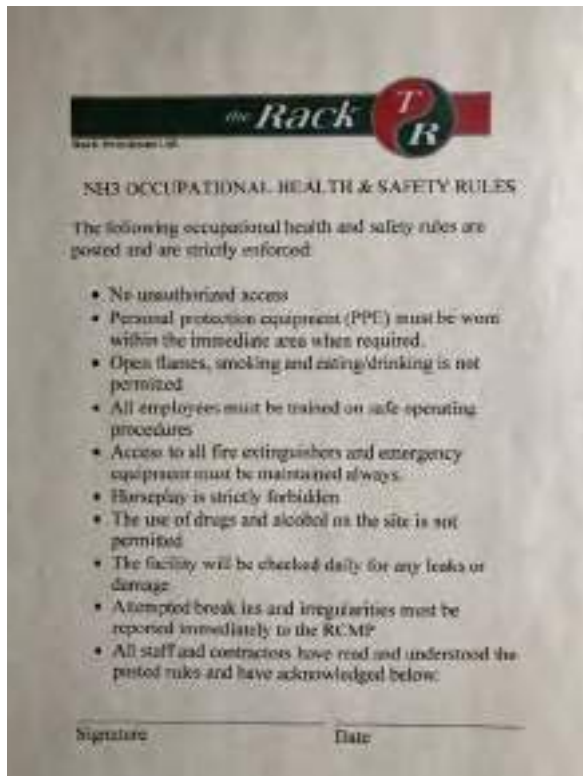 the Rack
TR
NH3 OCCUPATIONAL HEALTH & SAFETY RULES
The following occupational health and safety rules are
posted and are strictly enforced
• No unauthorized access
• Personal protection equipment (PPE) must be worn
within the immediate area when required.
• Open flames, smoking and eating/drinking is not
permitted
• All employees must be trained on safe operating
procedures
• Access to all fire extinguishers and emergency
equipment must be maintained always.
• Horseplay is strictly forbidden
• The use of drugs and alcohol on the site is not
permitted
• The facility will be checked daily for any leaks or
damage
• Attempted break ins and irregularities must be
reported immediately to the RCMP
• All staff and contractors have read and understood the
posted rules and have acknowledged below:
Signature Date